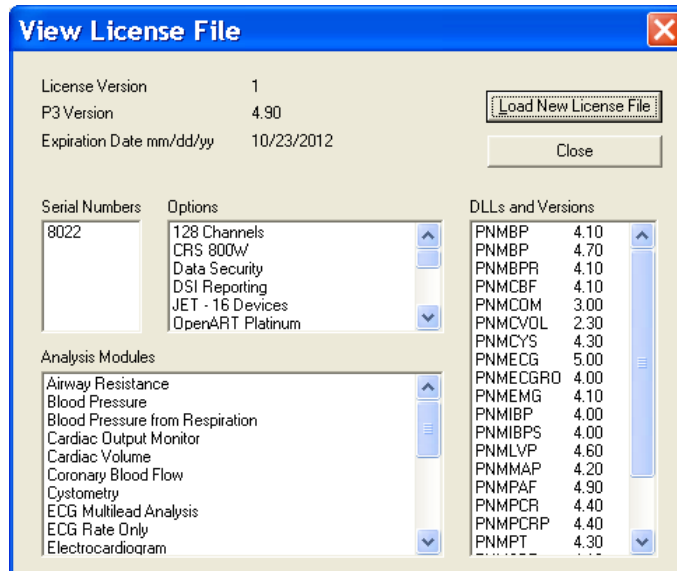 View License File
License Version 1
P3 Version 4.90
Expiration Date mm/dd/yy 10/23/2012
Load New License File
Close
Serial Numbers
8022
Options
128 Channels
CRS 800W
Data Security
DSI Reporting
JET - 16 Devices
OpenART Platinum
DLLs and Versions
PNMBP 4.10
PNMBP 4.70
PNMBPR 4.10
PNMCBF 4.10
PNMCOM 3.00
PNMCVOL 2.30
PNMCYS 4.30
PNMECG 5.00
PNMECGRO 4.00
PNMEMG 4.10
PNMIBP 4.00
PNMIBPS 4.00
PNMLVP 4.60
PNMMAP 4.20
PNMPAF 4.90
PNMPCR 4.40
PNMPCRP 4.40
PNMPT 4.30
Analysis Modules
Airway Resistance
Blood Pressure
Blood Pressure from Respiration
Cardiac Output Monitor
Cardiac Volume
Coronary Blood Flow
Cystometry
ECG Multilead Analysis
ECG Rate Only
Electrocardiogram